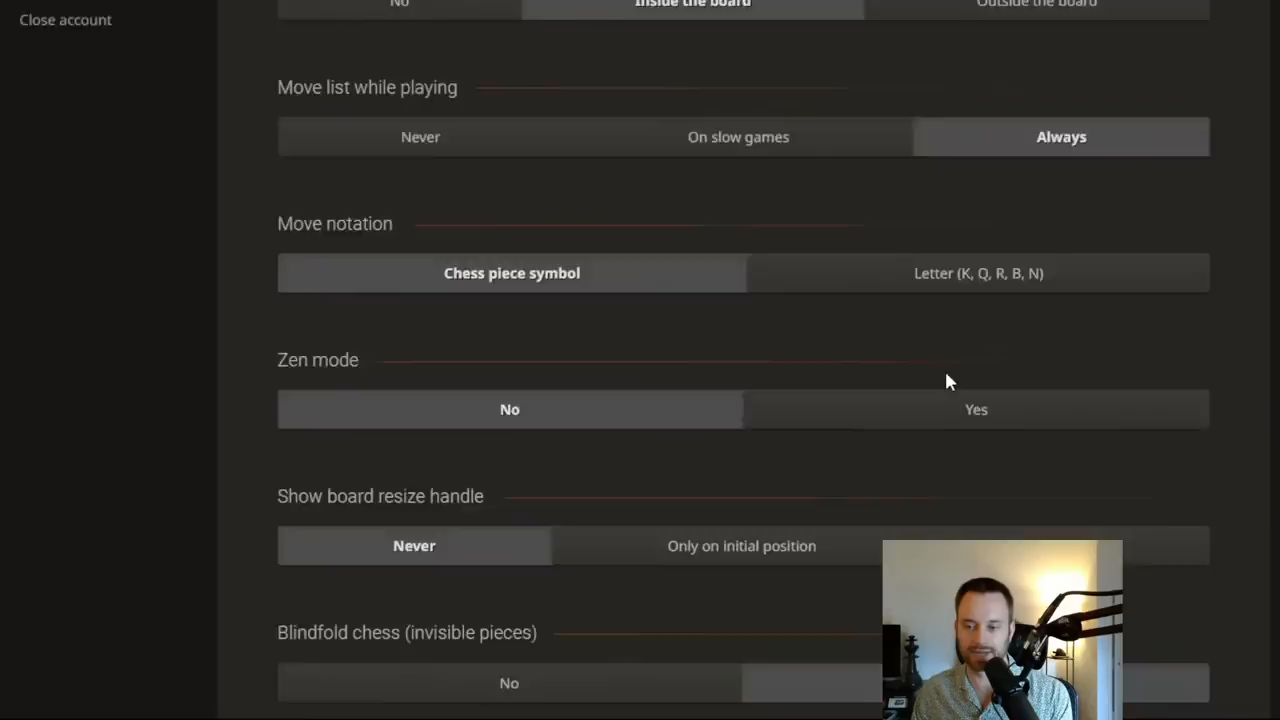 Close account
No
Inside the board
Outside the board
Move list while playing
Never
On slow games
Always
Move notation
Chess piece symbol
Letter (K, Q, R, B, N)
Zen mode
No
Yes
Show board resize handle
Never
Only on initial position
Blindfold chess (invisible pieces)
No